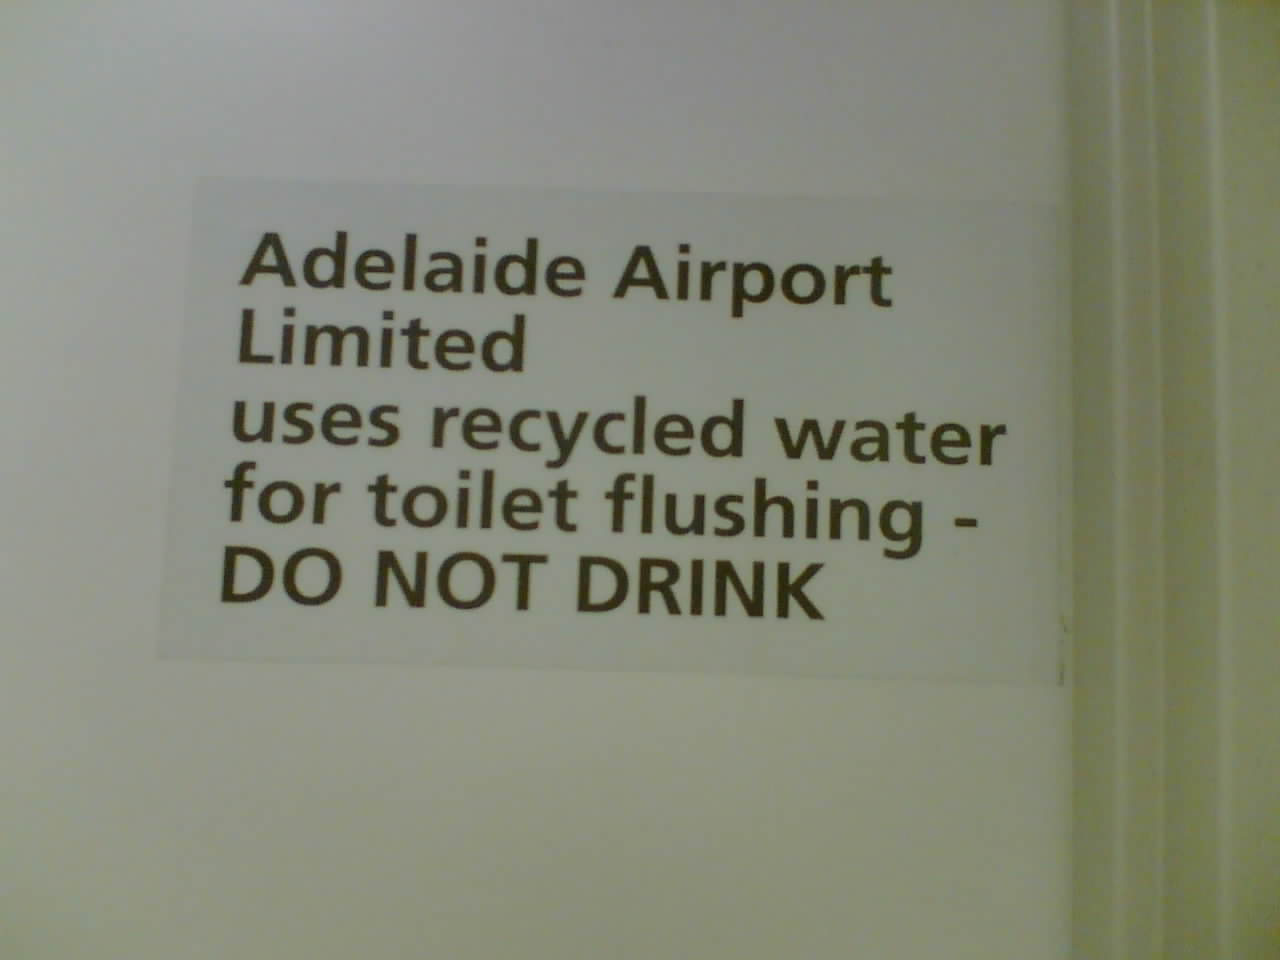 Adelaide Airport
Limited
uses recycled water
for toilet flushing -
DO NOT DRINK